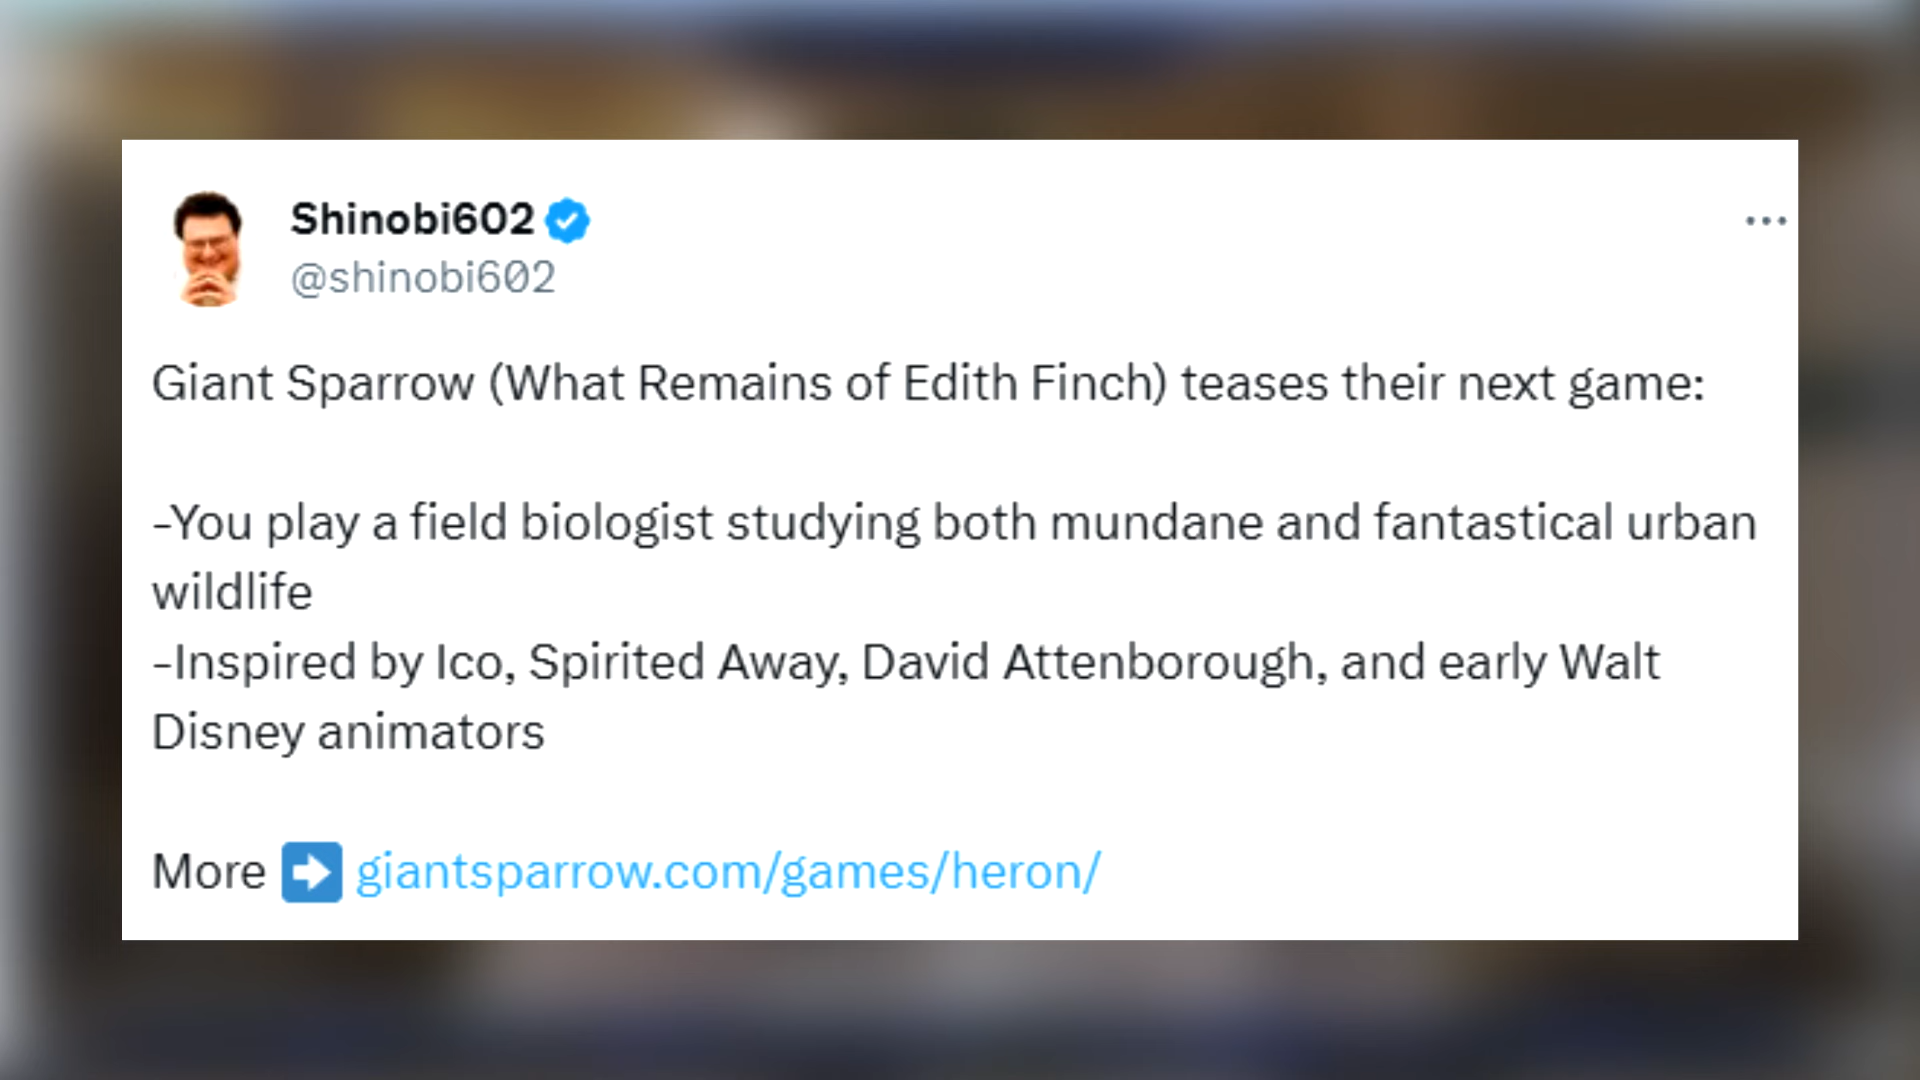 Shinobi602
@shinobi602
Giant Sparrow (What Remains of Edith Finch) teases their next game:
-You play a field biologist studying both mundane and fantastical urban
wildlife
-Inspired by Ico, Spirited Away, David Attenborough, and early Walt
Disney animators
More ➡️ giantsparrow.com/games/heron/